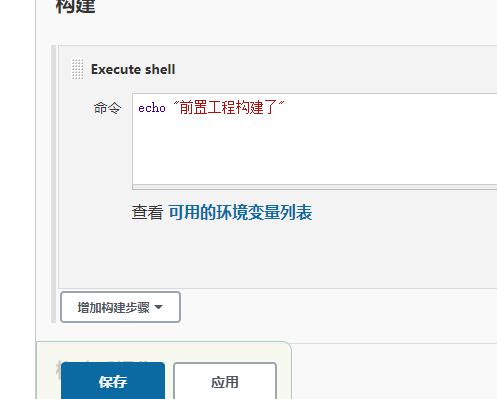 构建
Execute shell
命令
echo "前置工程构建了"
查看 可用的环境变量列表
增加构建步骤
保存
应用